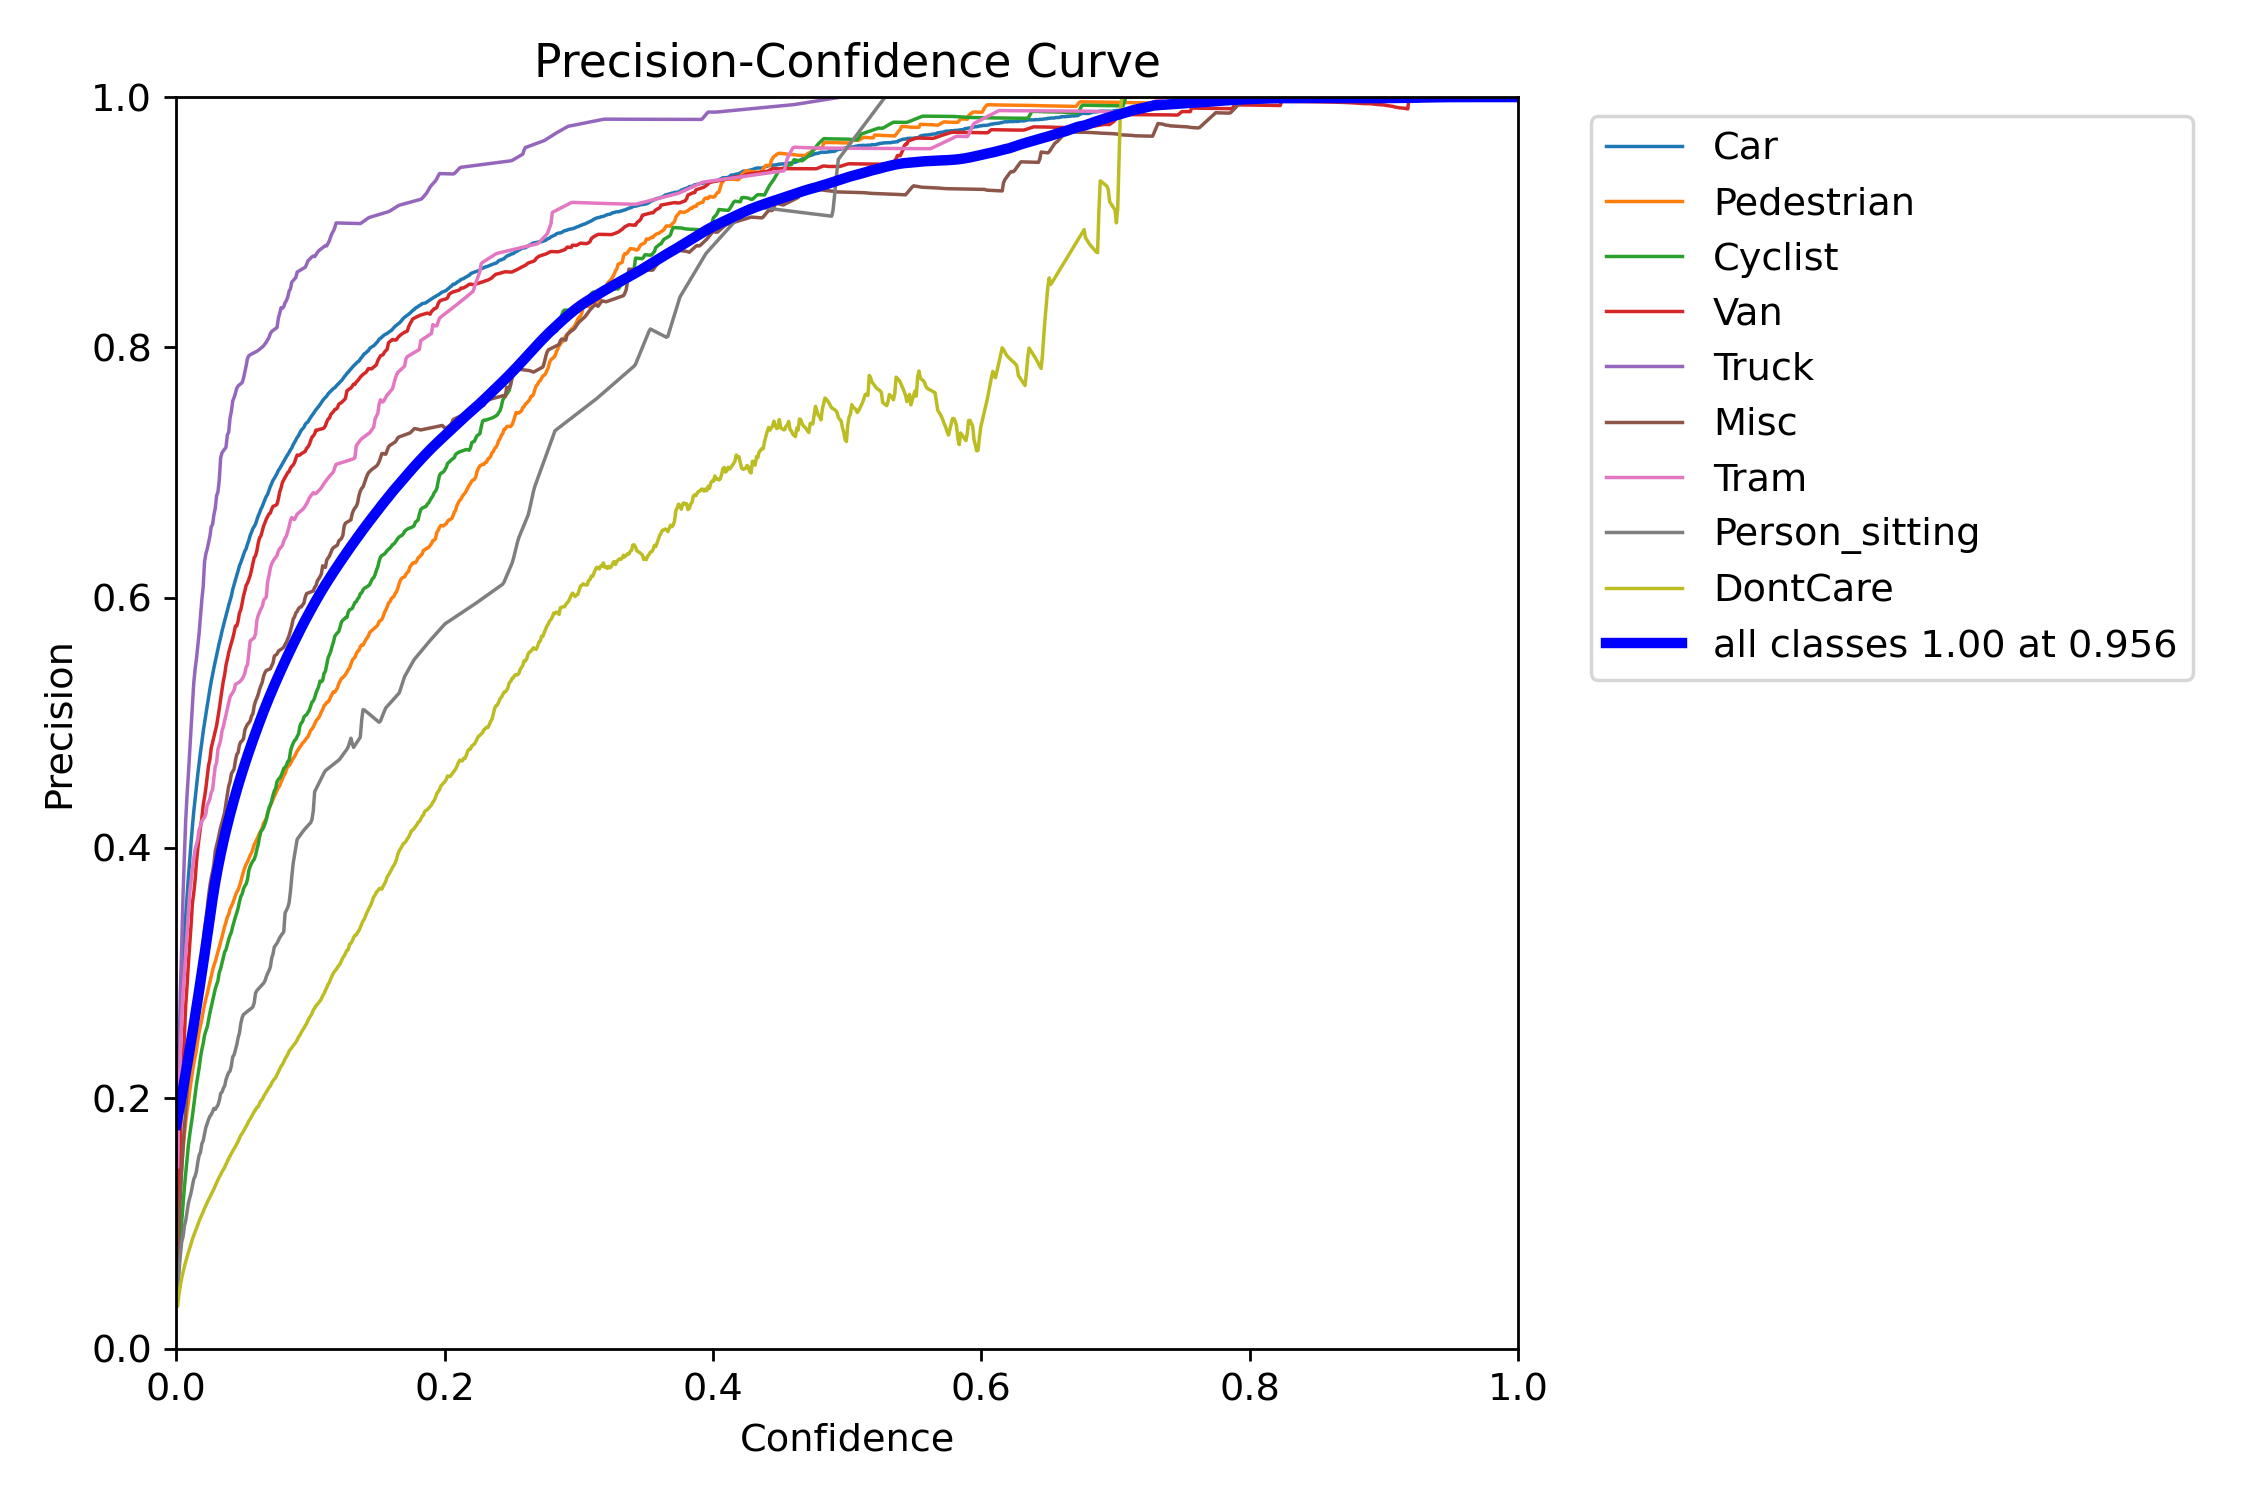 Precision-Confidence Curve
1.0
0.8
0.6
0.4
0.2
0.0
Precision
0.0 0.2 0.4 0.6 0.8 1.0
Confidence
Car
Pedestrian
Cyclist
Van
Truck
Misc
Tram
Person_sitting
DontCare
all classes 1.00 at 0.956